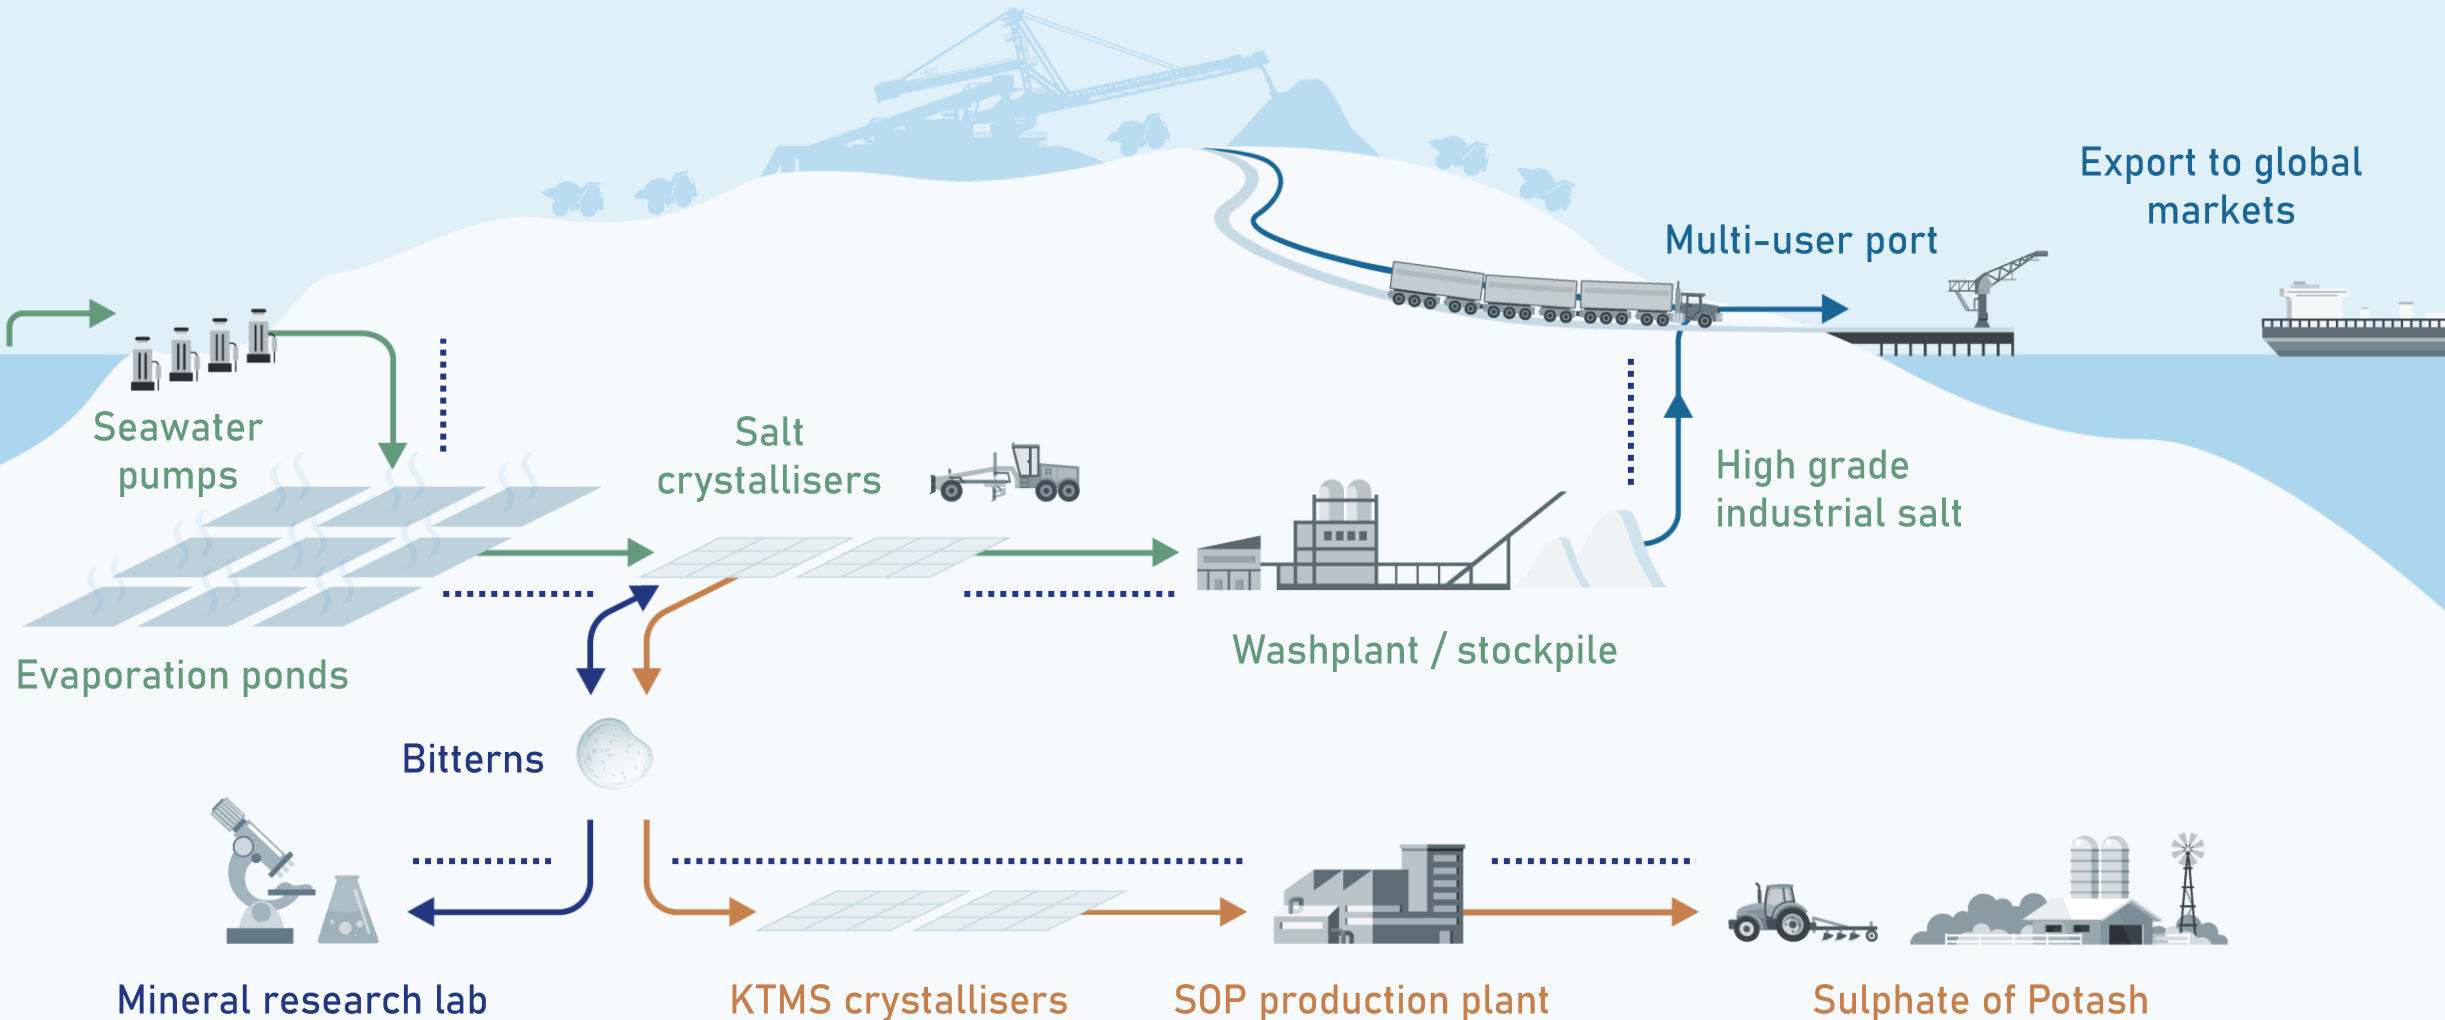 Export to global
markets
Multi-user port
Seawater
pumps
Salt
crystallisers
High grade
industrial salt
Evaporation ponds
Washplant / stockpile
Bitterns
Mineral research lab
KTMS crystallisers
SOP production plant
Sulphate of Potash